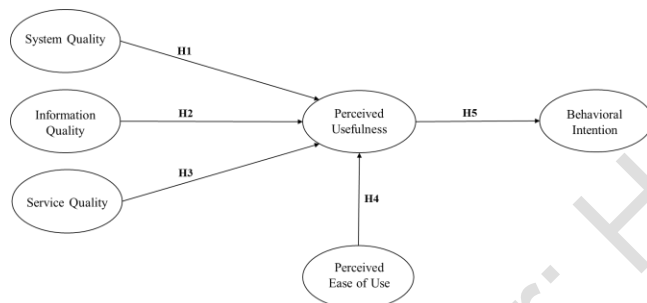 System Quality
H1
Information
Quality
H2
Perceived
Usefulness
H5
Behavioral
Intention
H3
Service Quality
H4
Perceived
Ease of Use